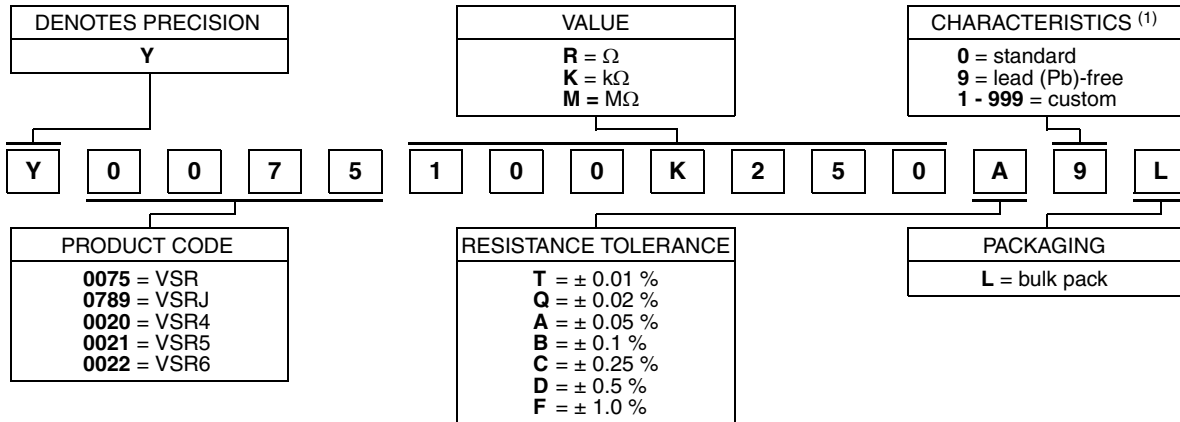 DENOTES PRECISION
Y
VALUE
R = Ω
K = kΩ
M = MΩ
CHARACTERISTICS (1)
0 = standard
9 = lead (Pb)-free
1 - 999 = custom
Y 0 0 7 5 1 0 0 K 2 5 0 A 9 L
PRODUCT CODE
0075 = VSR
0789 = VSRJ
0020 = VSR4
0021 = VSR5
0022 = VSR6
RESISTANCE TOLERANCE
T = ± 0.01 %
Q = ± 0.02 %
A = ± 0.05 %
B = ± 0.1 %
C = ± 0.25 %
D = ± 0.5 %
F = ± 1.0 %
PACKAGING
L = bulk pack